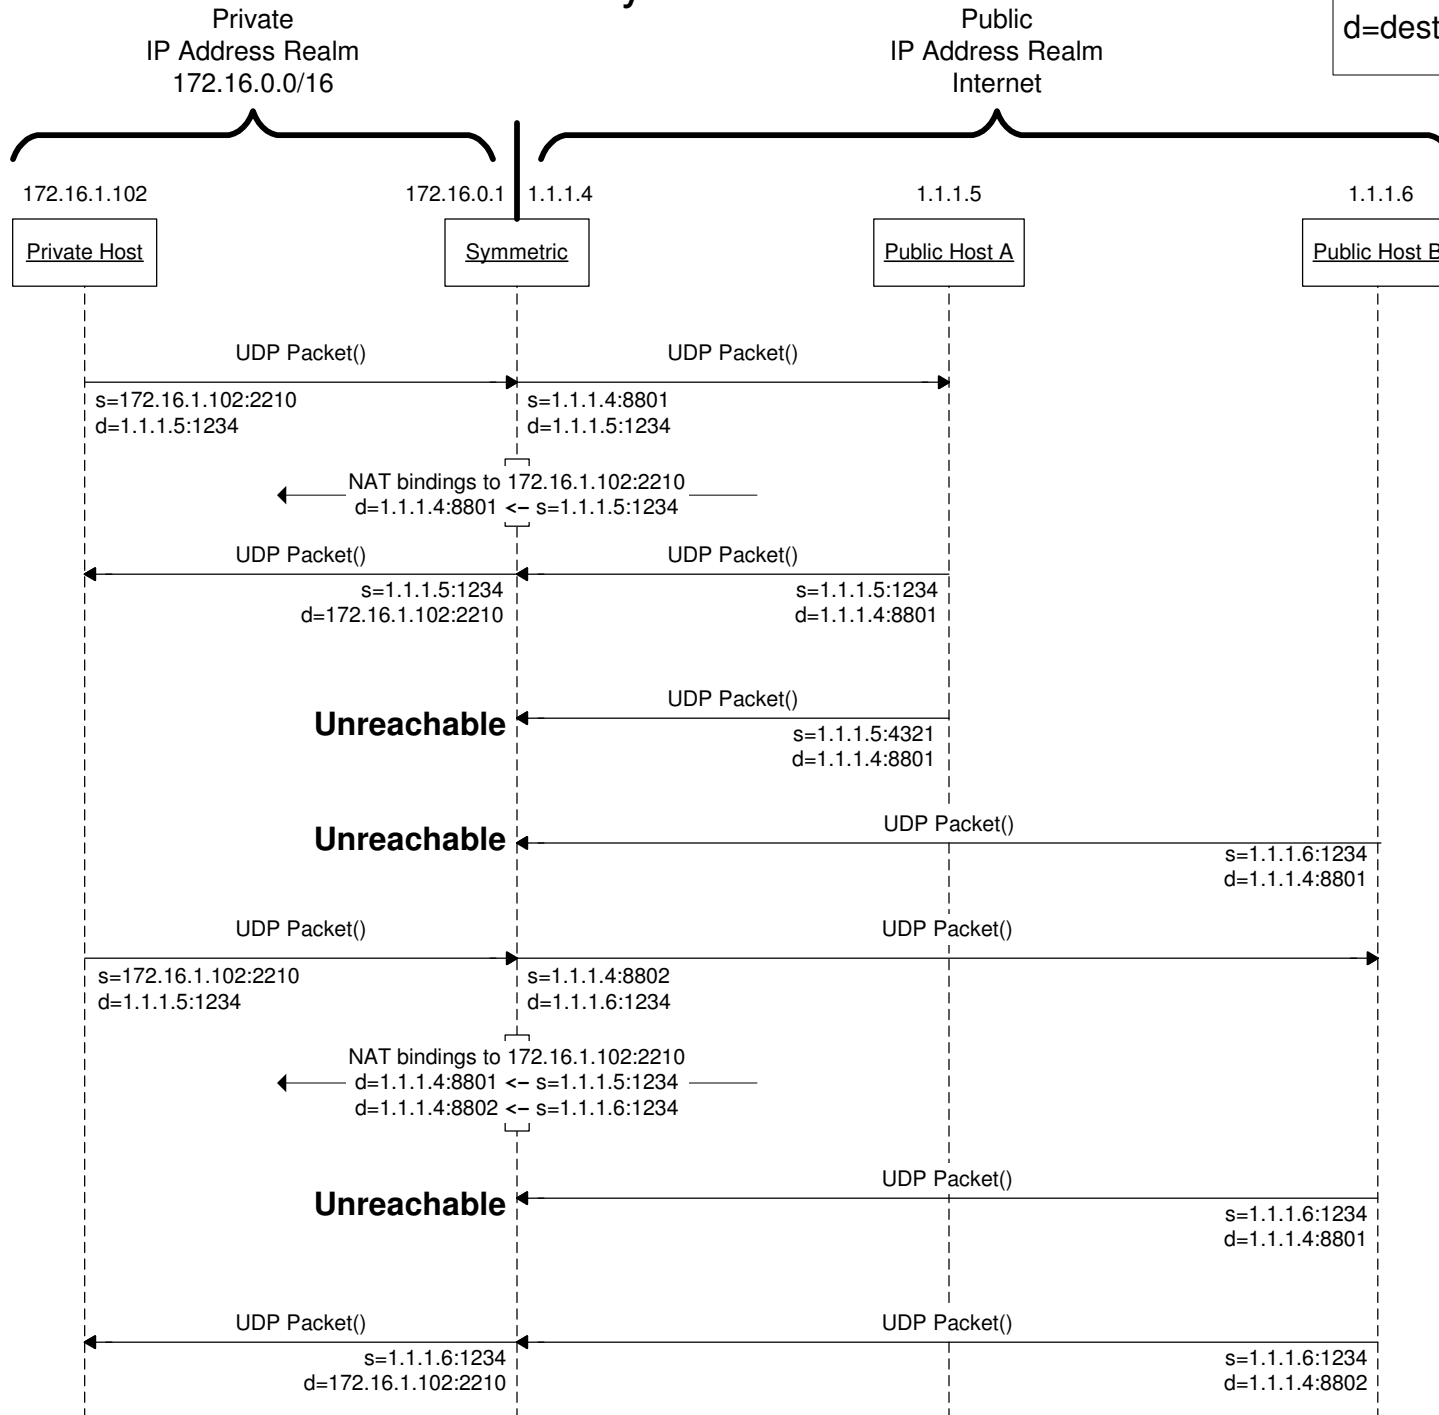 Private
IP Address Realm
172.16.0.0/16
Public
IP Address Realm
Internet
d=dest
172.16.1.102
172.16.0.1
1.1.1.4
1.1.1.5
1.1.1.6
Private Host
Symmetric
Public Host A
Public Host B
UDP Packet()
UDP Packet()
s=172.16.1.102:2210
d=1.1.1.5:1234
s=1.1.1.4:8801
d=1.1.1.5:1234
NAT bindings to 172.16.1.102:2210
d=1.1.1.4:8801 <- s=1.1.1.5:1234
UDP Packet()
UDP Packet()
s=1.1.1.5:1234
d=172.16.1.102:2210
s=1.1.1.5:1234
d=1.1.1.4:8801
UDP Packet()
Unreachable
s=1.1.1.5:4321
d=1.1.1.4:8801
UDP Packet()
Unreachable
s=1.1.1.6:1234
d=1.1.1.4:8801
UDP Packet()
UDP Packet()
s=172.16.1.102:2210
d=1.1.1.5:1234
s=1.1.1.4:8802
d=1.1.1.6:1234
NAT bindings to 172.16.1.102:2210
d=1.1.1.4:8801 <- s=1.1.1.5:1234
d=1.1.1.4:8802 <- s=1.1.1.6:1234
UDP Packet()
Unreachable
s=1.1.1.6:1234
d=1.1.1.4:8801
UDP Packet()
UDP Packet()
s=1.1.1.6:1234
d=172.16.1.102:2210
s=1.1.1.6:1234
d=1.1.1.4:8802